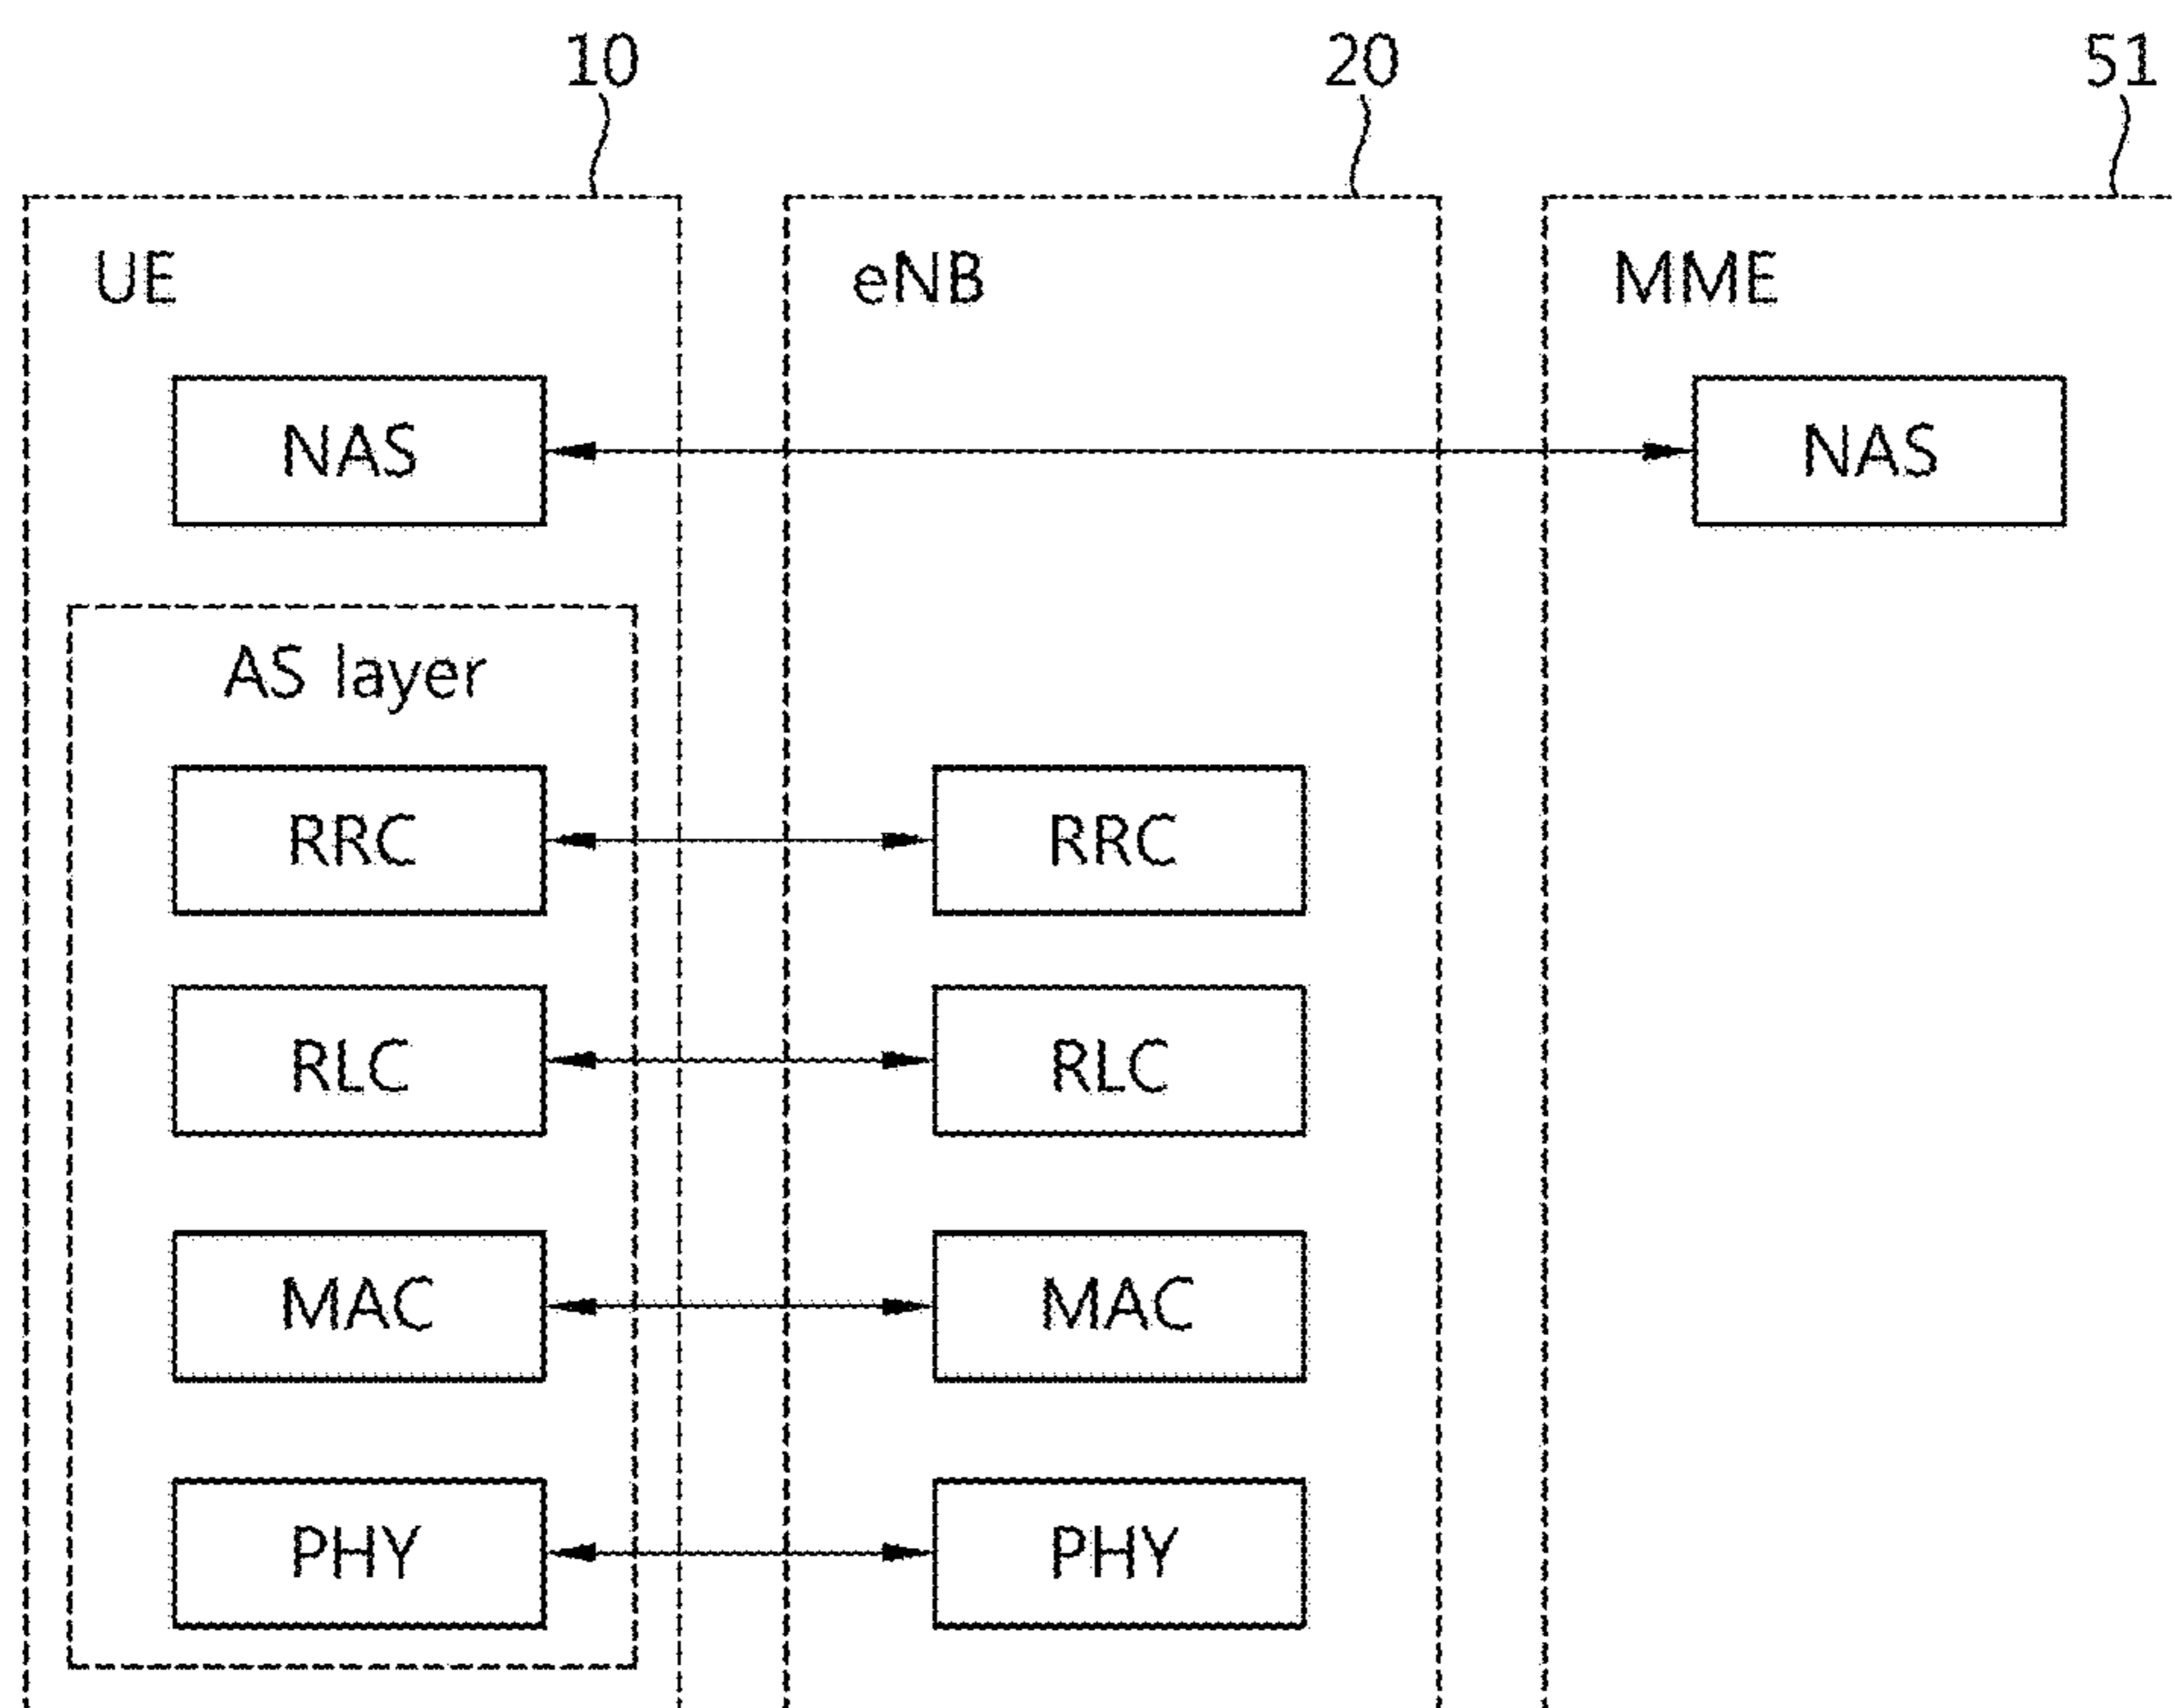 10
20
51
UE
eNB
MME
NAS
NAS
AS layer
RRC
RRC
RLC
RLC
MAC
MAC
PHY
PHY